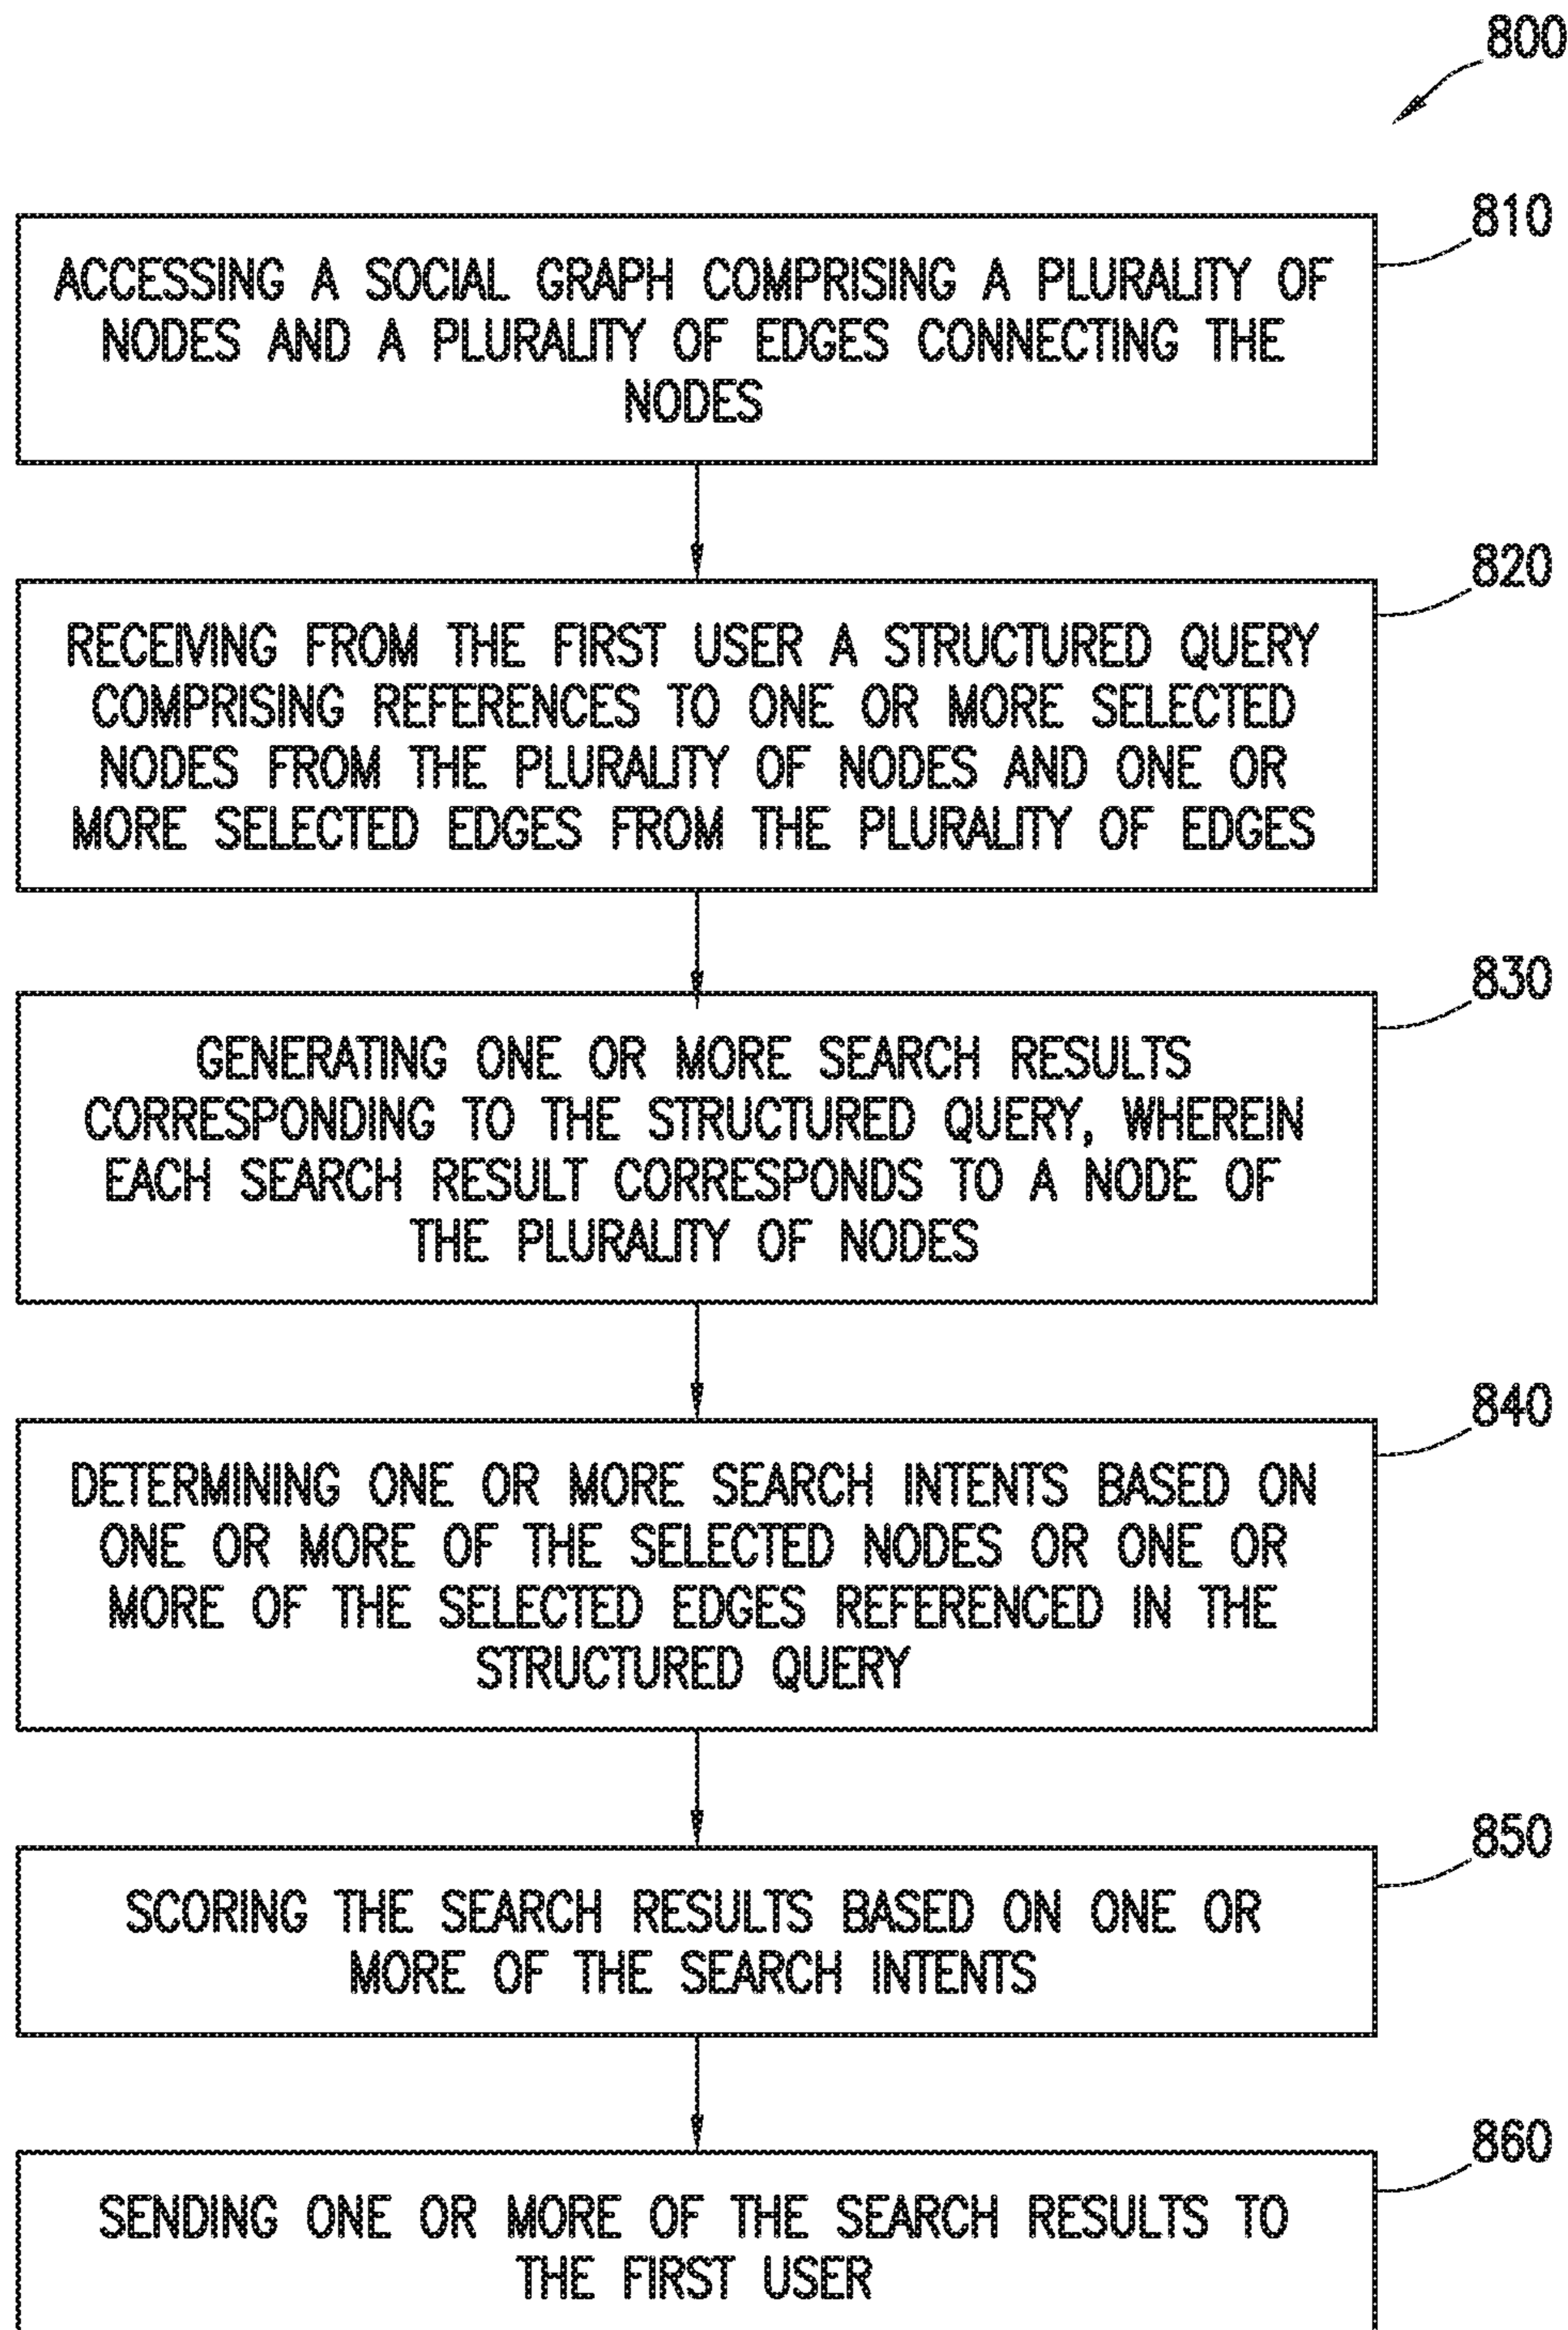 800
810
ACCESSING A SOCIAL GRAPH COMPRISING A PLURALITY OF
NODES AND A PLURALITY OF EDGES CONNECTING THE
NODES
820
RECEIVING FROM THE FIRST USER A STRUCTURED QUERY
COMPRISING REFERENCES TO ONE OR MORE SELECTED
NODES FROM THE PLURALITY OF NODES AND ONE OR
MORE SELECTED EDGES FROM THE PLURALITY OF EDGES
830
GENERATING ONE OR MORE SEARCH RESULTS
CORRESPONDING TO THE STRUCTURED QUERY, WHEREIN
EACH SEARCH RESULT CORRESPONDS TO A NODE OF
THE PLURALITY OF NODES
840
DETERMINING ONE OR MORE SEARCH INTENTS BASED ON
ONE OR MORE OF THE SELECTED NODES OR ONE OR
MORE OF THE SELECTED EDGES REFERENCED IN THE
STRUCTURED QUERY
850
SCORING THE SEARCH RESULTS BASED ON ONE OR
MORE OF THE SEARCH INTENTS
860
SENDING ONE OR MORE OF THE SEARCH RESULTS TO
THE FIRST USER